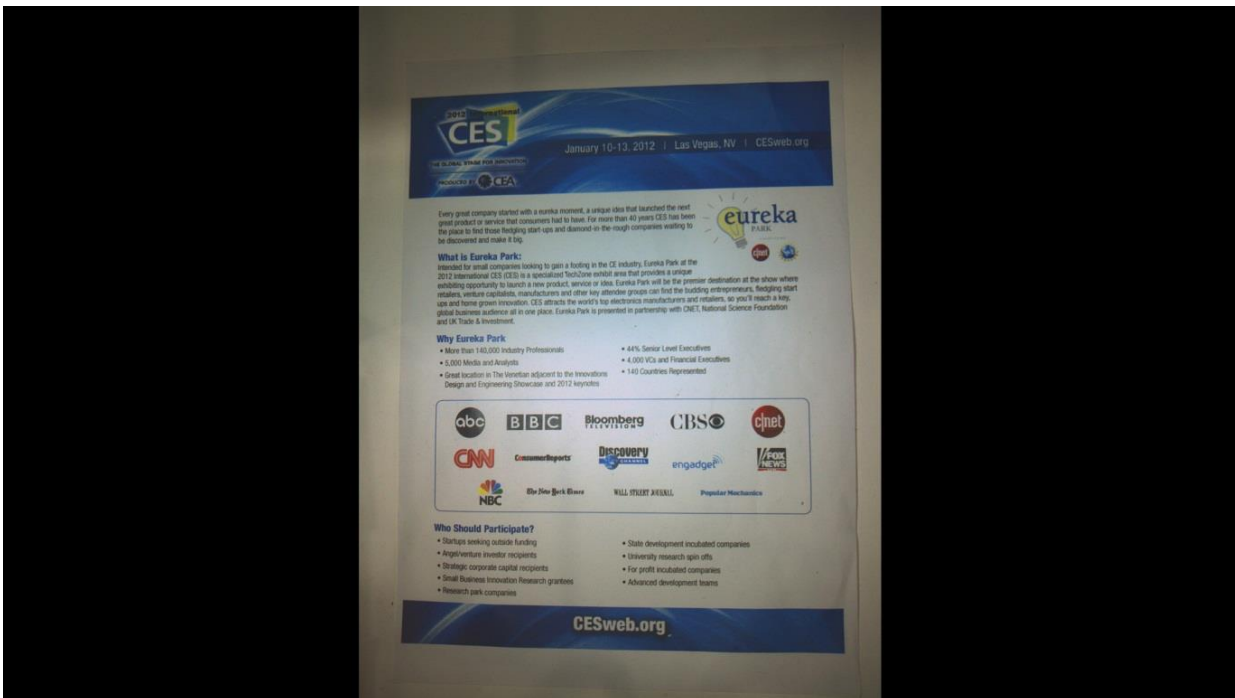 2012 International
CES
THE GLOBAL STAGE FOR INNOVATION
PRODUCED BY CEA
January 10-13, 2012 | Las Vegas, NV | CESweb.org
Every great company started with a eureka moment, a unique idea that launched the next
great product or service that consumers had to have. For more than 40 years CES has been
the place to find those fledgling start-ups and diamond-in-the-rough companies waiting to
be discovered and make it big.
eureka
PARK
c|net
What is Eureka Park:
Intended for small companies looking to gain a footing in the CE industry, Eureka Park at the
2012 International CES (CES) is a specialized TechZone exhibit area that provides a unique
exhibiting opportunity to launch a new product, service or idea. Eureka Park will be the premier destination at the show where
retailers, venture capitalists, manufacturers and other key attendee groups can find the budding entrepreneurs, fledgling start
ups and home grown innovation. CES attracts the world's top electronics manufacturers and retailers, so you'll reach a key,
global business audience all in one place. Eureka Park is presented in partnership with CNET, National Science Foundation
and UK Trade & Investment.
Why Eureka Park
• More than 140,000 Industry Professionals
• 5,000 Media and Analysts
• Great location in The Venetian adjacent to the Innovations
Design and Engineering Showcase and 2012 keynotes
• 44% Senior Level Executives
• 4,000 VCs and Financial Executives
• 140 Countries Represented
abc BBC Bloomberg TELEVISION CBS c|net
CNN ConsumerReports Discovery CHANNEL engadget FOX NEWS
NBC The New York Times WALL STREET JOURNAL Popular Mechanics
Who Should Participate?
• Startups seeking outside funding
• Angel/venture investor recipients
• Strategic corporate capital recipients
• Small Business Innovation Research grantees
• Research park companies
• State development incubated companies
• University research spin offs
• For profit incubated companies
• Advanced development teams
CESweb.org